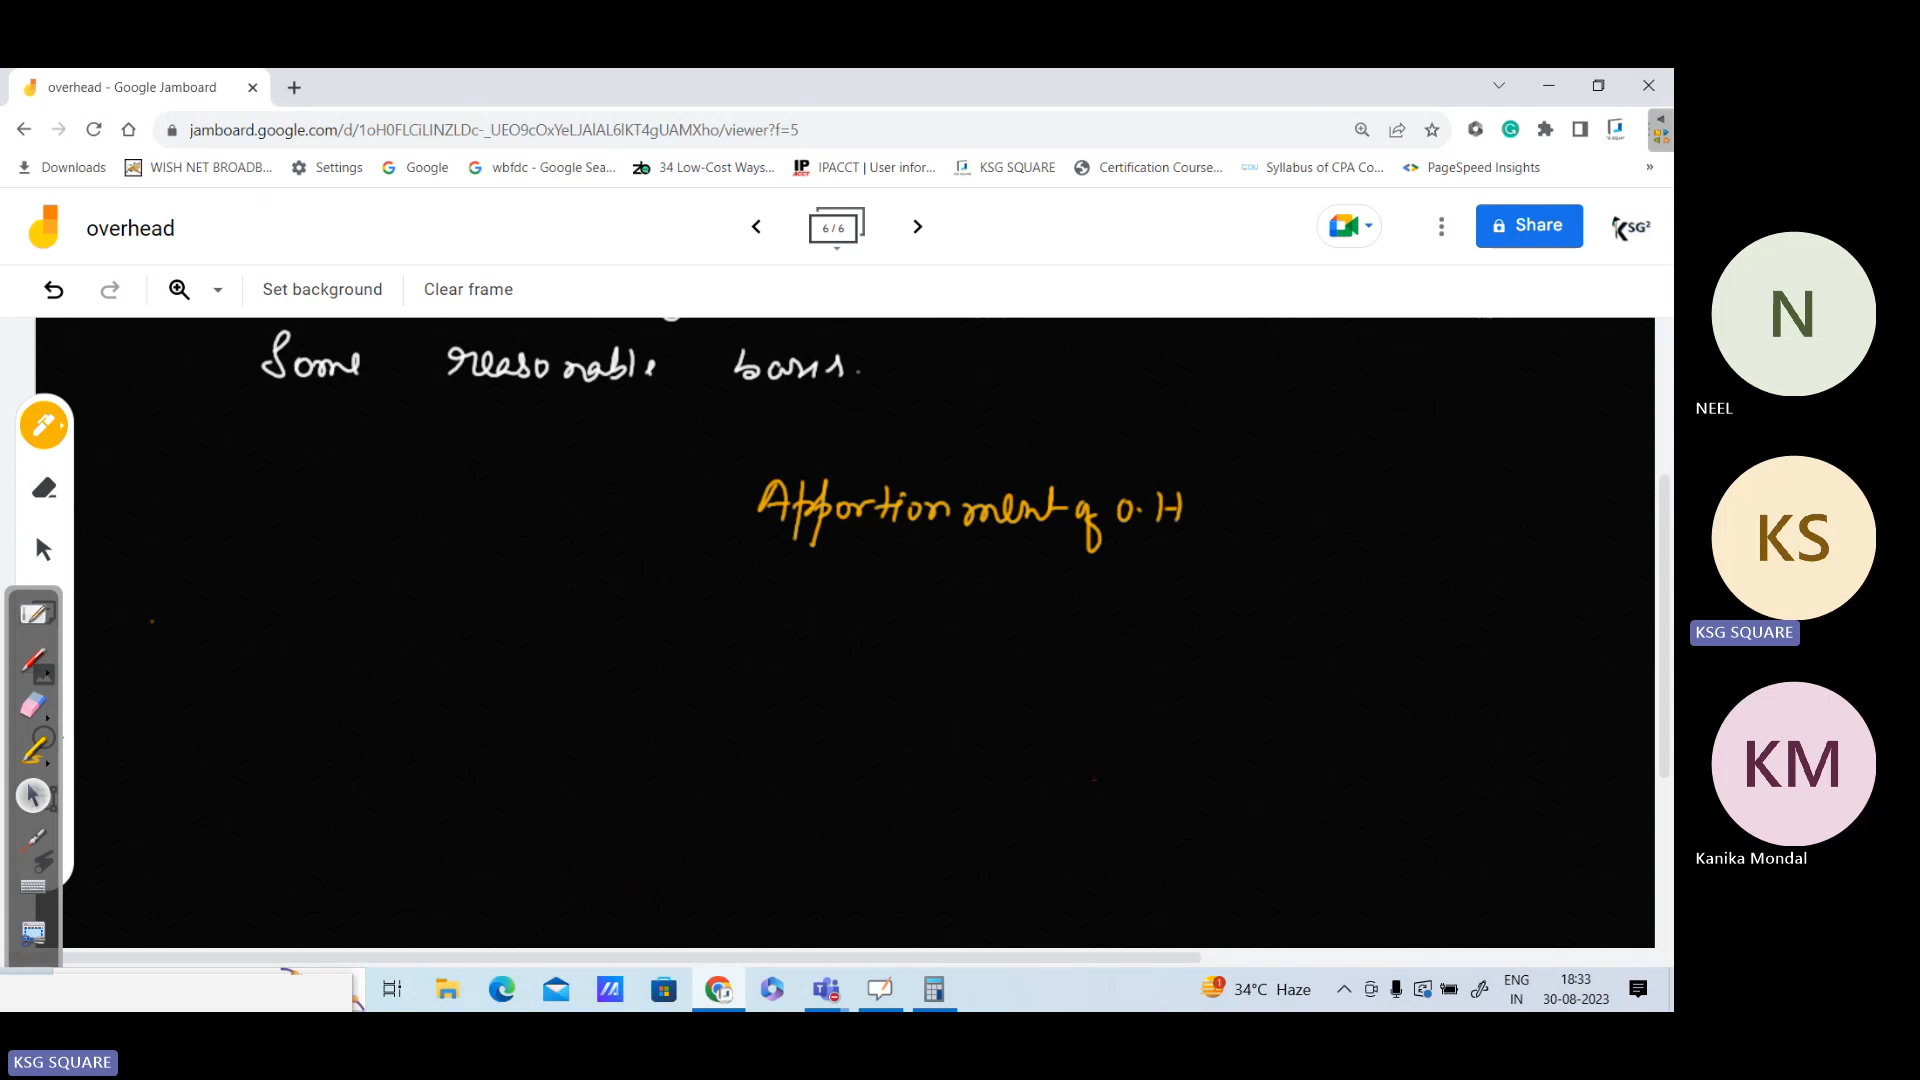 overhead - Google Jamboard
jamboard.google.com/d/1oH0FLCiLINZLDc-_UEO9cOxYeLJAlAL6lKT4gUAMXho/viewer?f=5
Downloads WISH NET BROADB... Settings Google wbfdc - Google Sea... 34 Low-Cost Ways... IPACCT | User infor... KSG SQUARE Certification Course... Syllabus of CPA Co... PageSpeed Insights »
overhead 6 / 6 Share KSG²
Set background Clear frame
Some reasonable basis.
Apportionment of O.H
N
NEEL
KS
KSG SQUARE
KM
Kanika Mondal
34°C Haze ENG IN 18:33 30-08-2023
KSG SQUARE